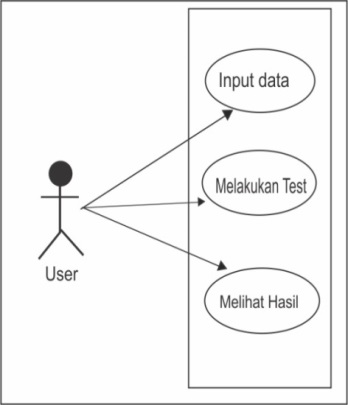 Input data
Melakukan Test
User
Melihat Hasil